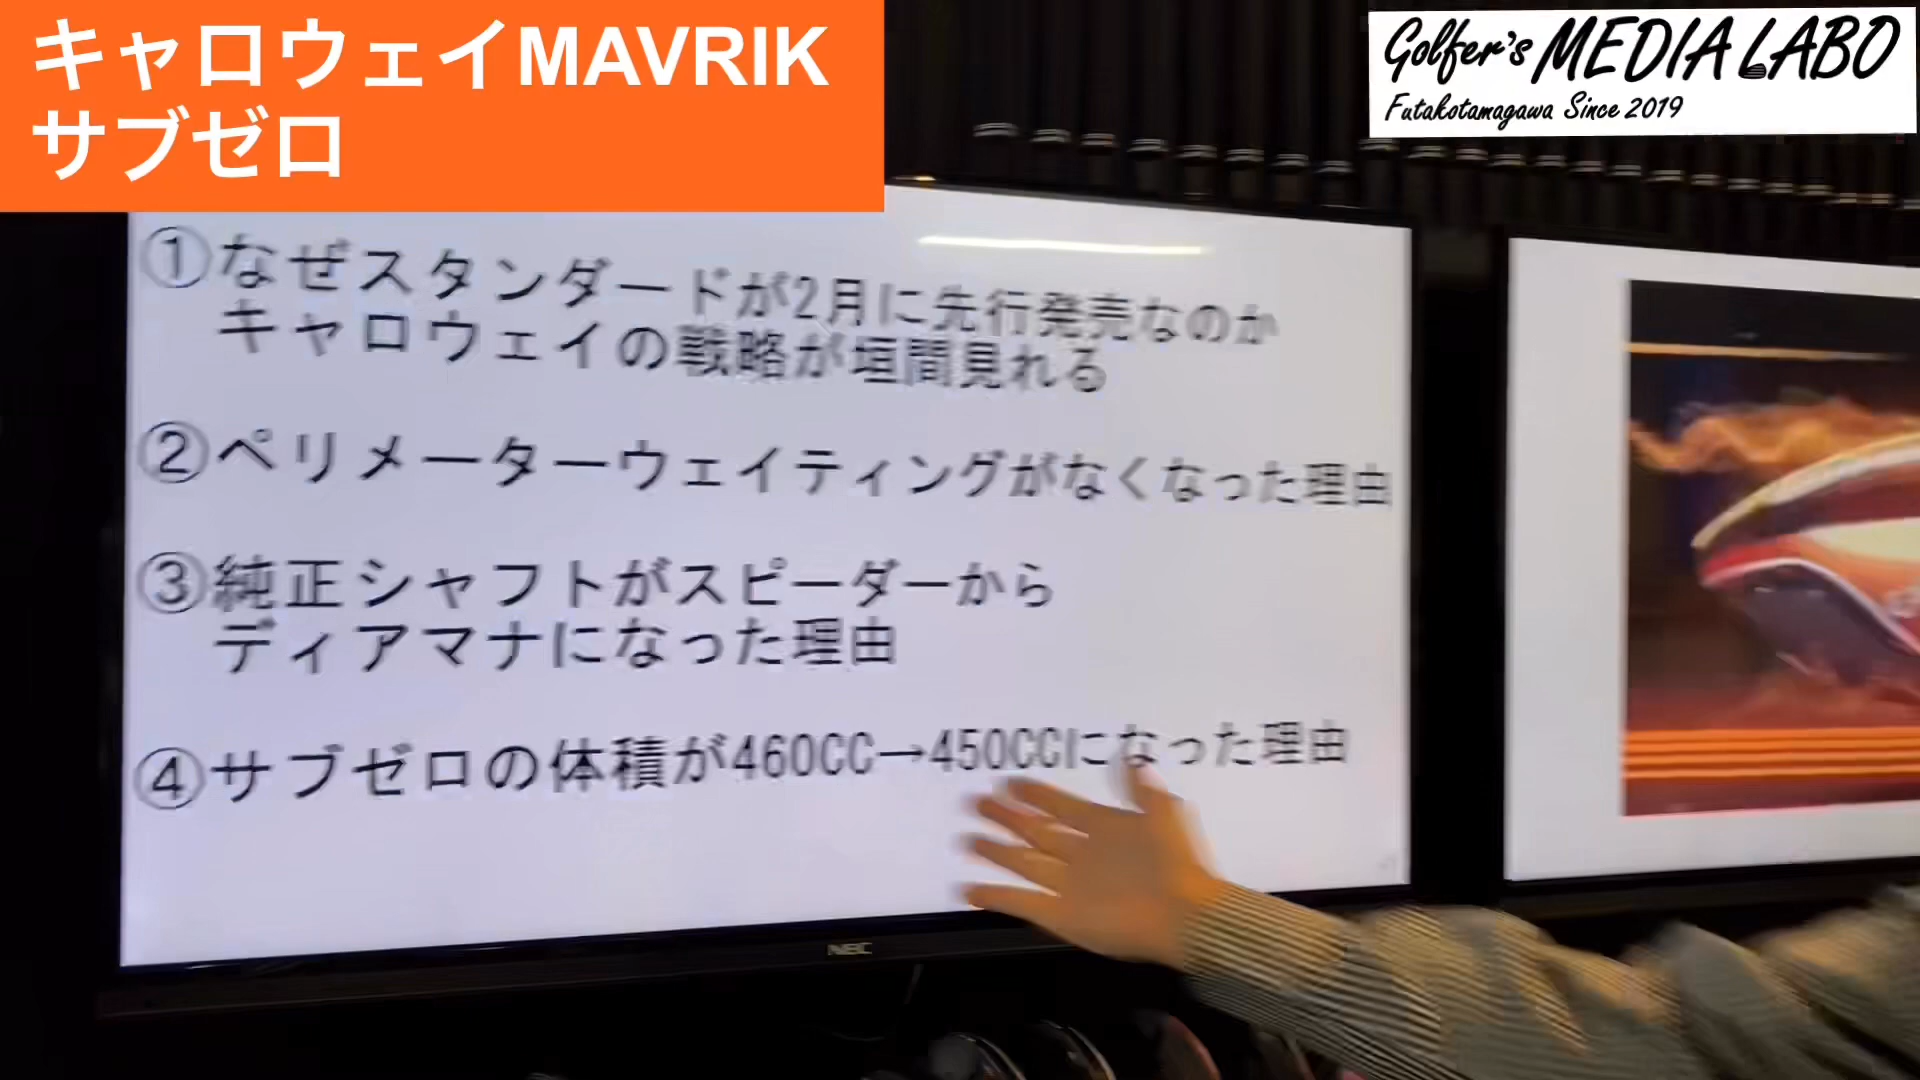 キャロウェイMAVRIK
サブゼロ
Golfer's MEDIA LABO
Futakotamagawa Since 2019
①なぜスタンダードが2月に先行発売なのか
キャロウェイの戦略が垣間見れる
②ペリメーターウェイティングがなくなった理由
③純正シャフトがスピーダーから
ディアマナになった理由
④サブゼロの体積が460CC→450CCになった理由
NEC